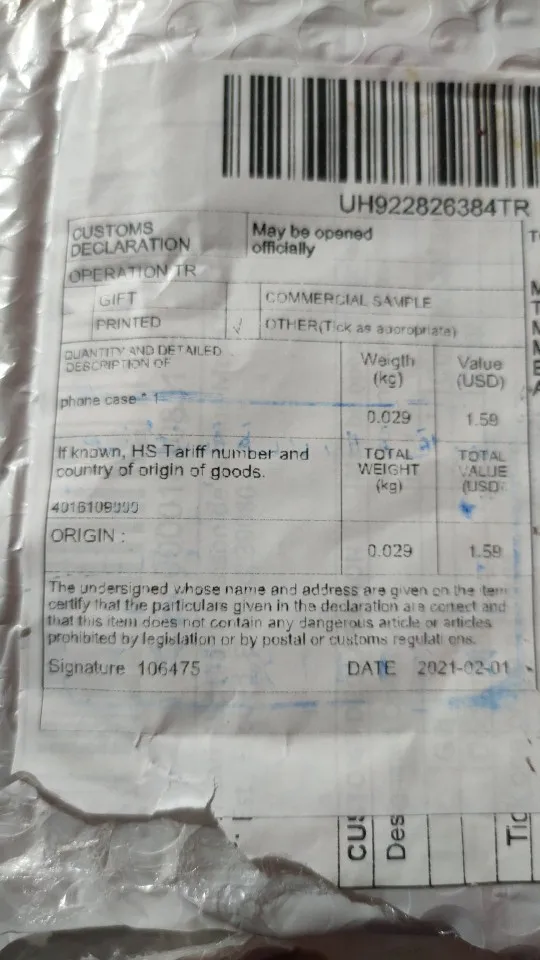 UH922826384TR
CUSTOMS DECLARATION
May be opened officially
OPERATION TR
GIFT
COMMERCIAL SAMPLE
PRINTED
OTHER(Tick as appropriate)
QUANTITY AND DETAILED DESCRIPTION OF
Weigth (kg)
Value (USD)
phone case * 1
0.029
1.59
If known, HS Tariff number and country of origin of goods.
TOTAL WEIGHT (kg)
TOTAL VALUE (USD
4016109000
ORIGIN :
0.029
1.59
The undersigned whose name and address are given on the item
certify that the particulars given in the declaration are correct and
that this item does not contain any dangerous article or articles
prohibited by legislation or by postal or customs regulations.
Signature 106475
DATE 2021-02-01
CUS
Des
Tic